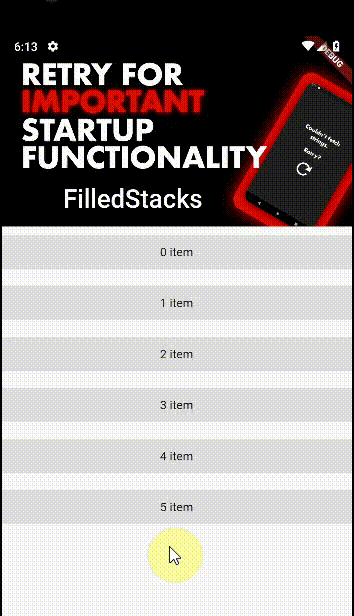 6:13
DEBUG
RETRY FOR
IMPORTANT
STARTUP
FUNCTIONALITY
Couldn't fetch
strings.
Retry?
FilledStacks
0 item
1 item
2 item
3 item
4 item
5 item